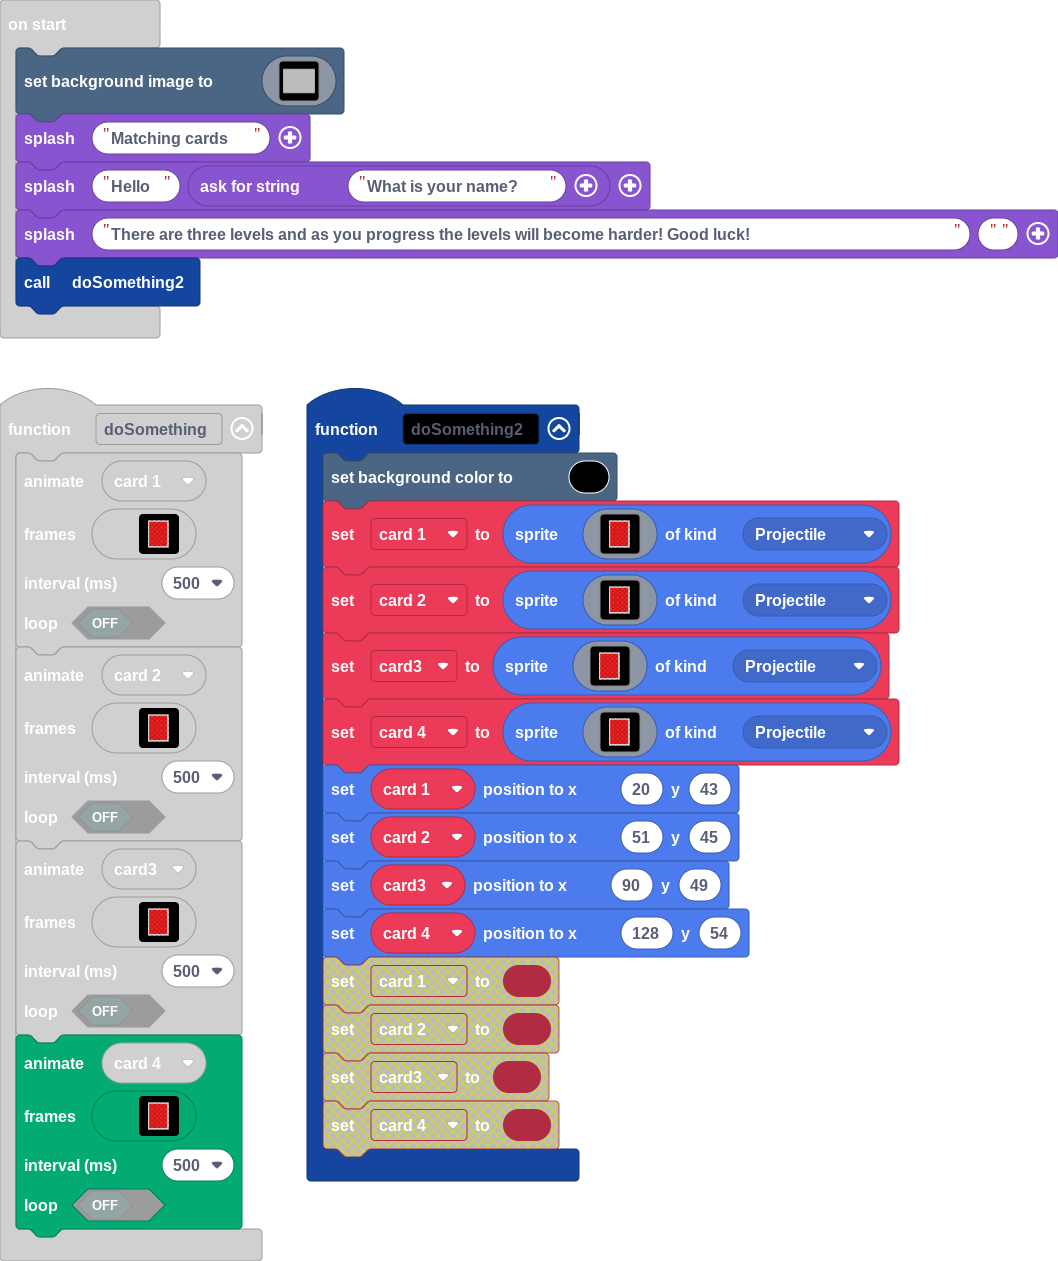 on start
set background image to
splash "Matching cards"
splash "Hello" ask for string "What is your name?"
splash "There are three levels and as you progress the levels will become harder! Good luck!" ""
call doSomething2
function doSomething
animate card 1
frames
interval (ms) 500
loop OFF
animate card 2
frames
interval (ms) 500
loop OFF
animate card3
frames
interval (ms) 500
loop OFF
animate card 4
frames
interval (ms) 500
loop OFF
function doSomething2
set background color to
set card 1 to sprite of kind Projectile
set card 2 to sprite of kind Projectile
set card3 to sprite of kind Projectile
set card 4 to sprite of kind Projectile
set card 1 position to x 20 y 43
set card 2 position to x 51 y 45
set card3 position to x 90 y 49
set card 4 position to x 128 y 54
set card 1 to
set card 2 to
set card3 to
set card 4 to